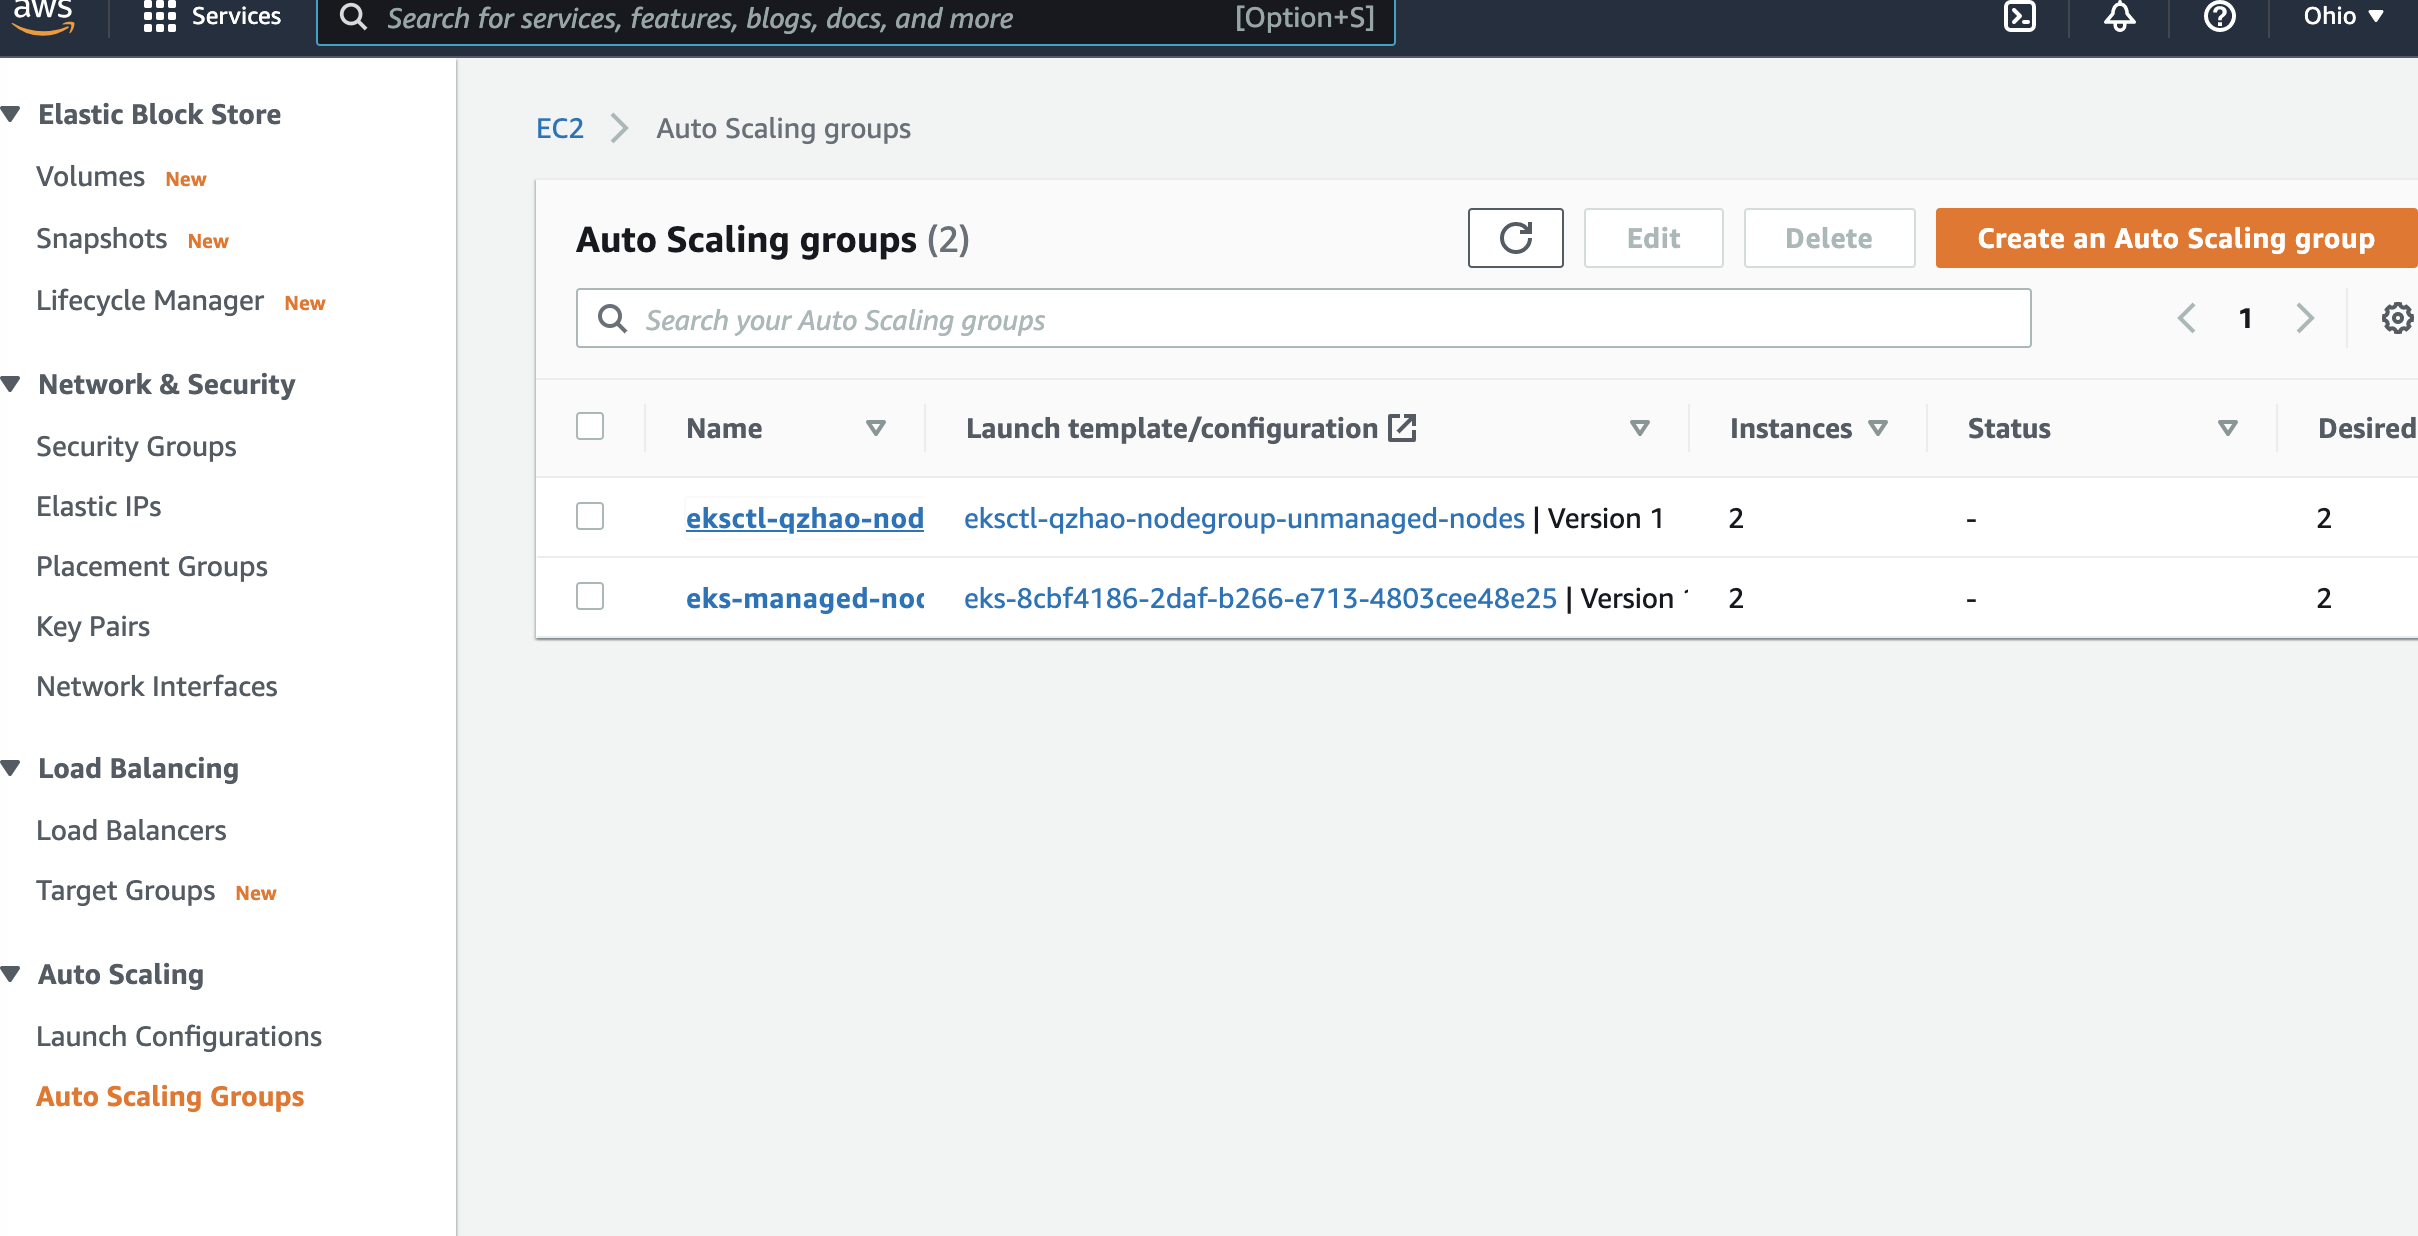 aws Services Search for services, features, blogs, docs, and more [Option+S] Ohio
Elastic Block Store
Volumes New
Snapshots New
Lifecycle Manager New
Network & Security
Security Groups
Elastic IPs
Placement Groups
Key Pairs
Network Interfaces
Load Balancing
Load Balancers
Target Groups New
Auto Scaling
Launch Configurations
Auto Scaling Groups
EC2 Auto Scaling groups
Auto Scaling groups (2) Edit Delete Create an Auto Scaling group
Search your Auto Scaling groups 1
Name Launch template/configuration Instances Status Desired
eksctl-qzhao-nod eksctl-qzhao-nodegroup-unmanaged-nodes | Version 1 2 - 2
eks-managed-noc eks-8cbf4186-2daf-b266-e713-4803cee48e25 | Version 2 - 2